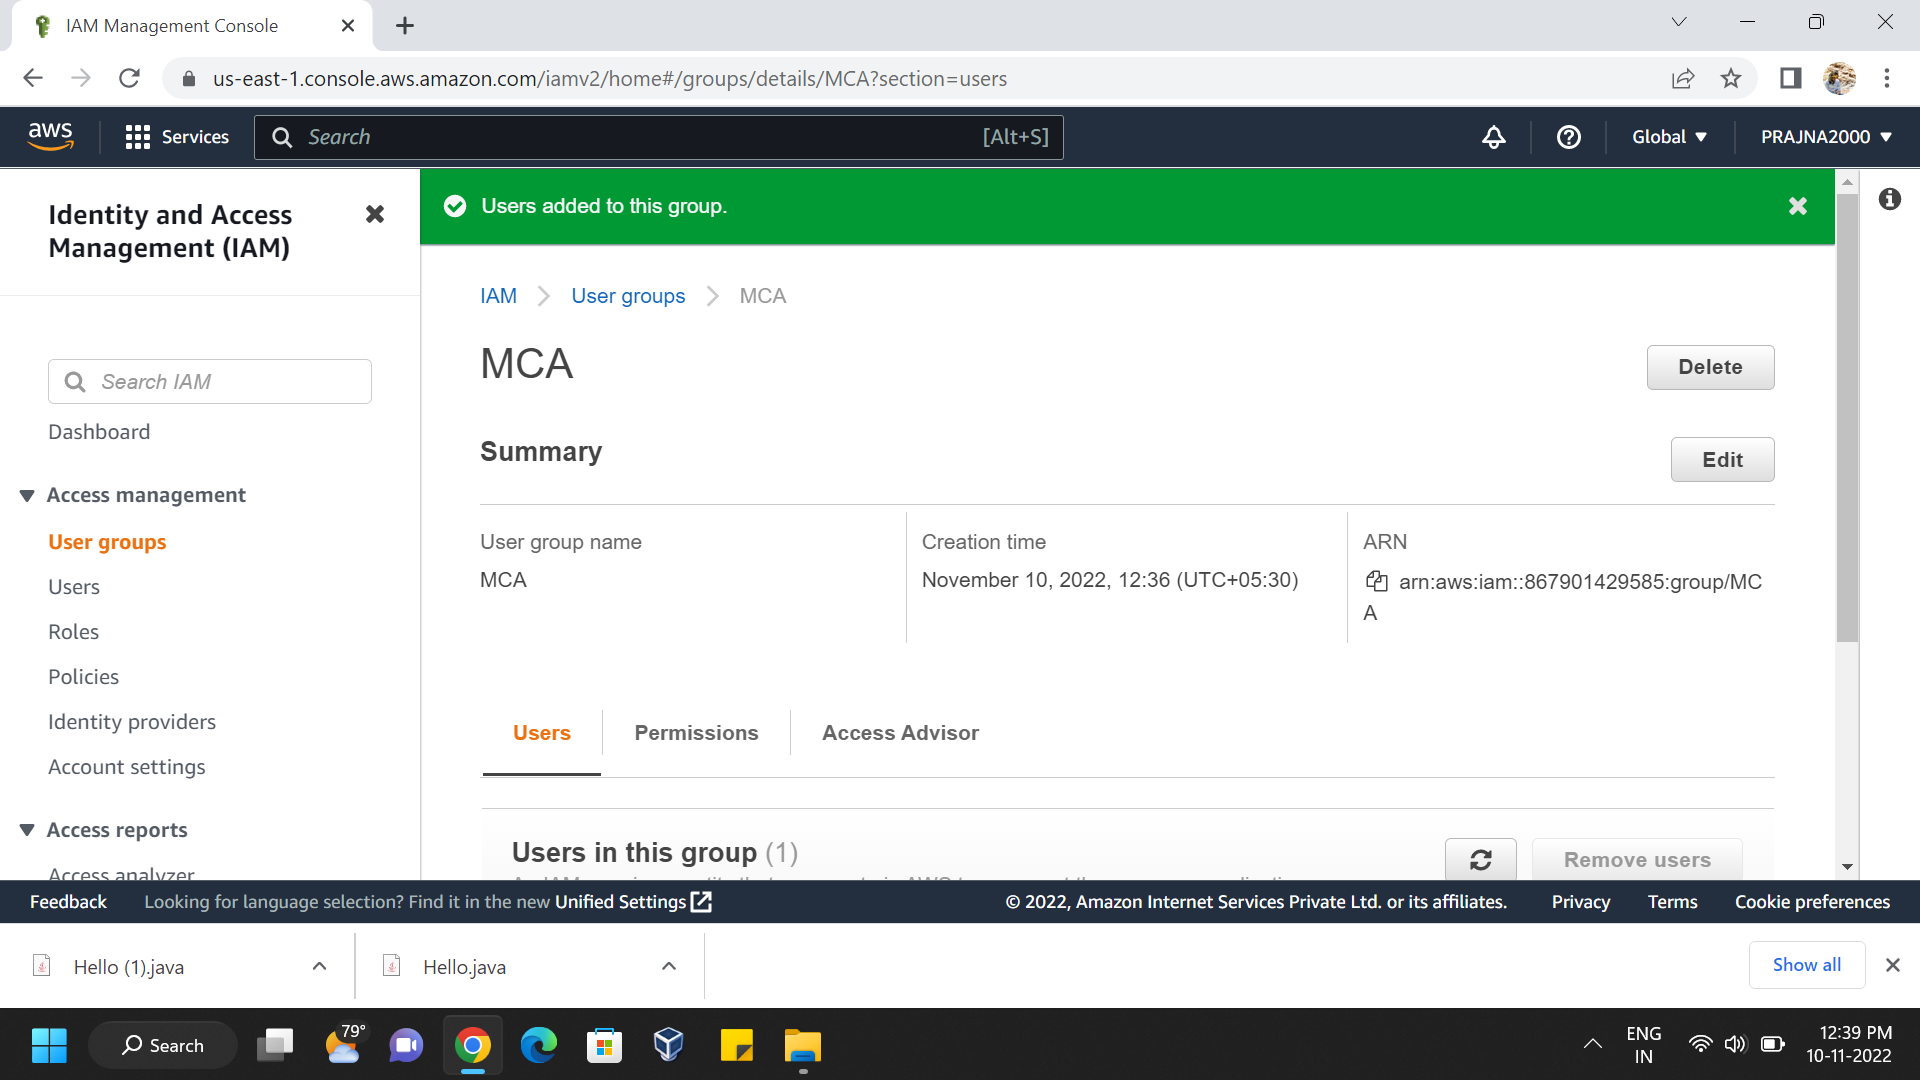 IAM Management Console
us-east-1.console.aws.amazon.com/iamv2/home#/groups/details/MCA?section=users
aws
Services
Search
[Alt+S]
Global
PRAJNA2000
Identity and Access
Management (IAM)
Search IAM
Dashboard
Access management
User groups
Users
Roles
Policies
Identity providers
Account settings
Access reports
Access analyzer
Users added to this group.
IAM
User groups
MCA
MCA
Delete
Summary
Edit
User group name
MCA
Creation time
November 10, 2022, 12:36 (UTC+05:30)
ARN
arn:aws:iam::867901429585:group/MC
A
Users
Permissions
Access Advisor
Users in this group (1)
Remove users
Feedback
Looking for language selection? Find it in the new Unified Settings
© 2022, Amazon Internet Services Private Ltd. or its affiliates.
Privacy
Terms
Cookie preferences
Hello (1).java
Hello.java
Show all
Search
79°
ENG
IN
12:39 PM
10-11-2022